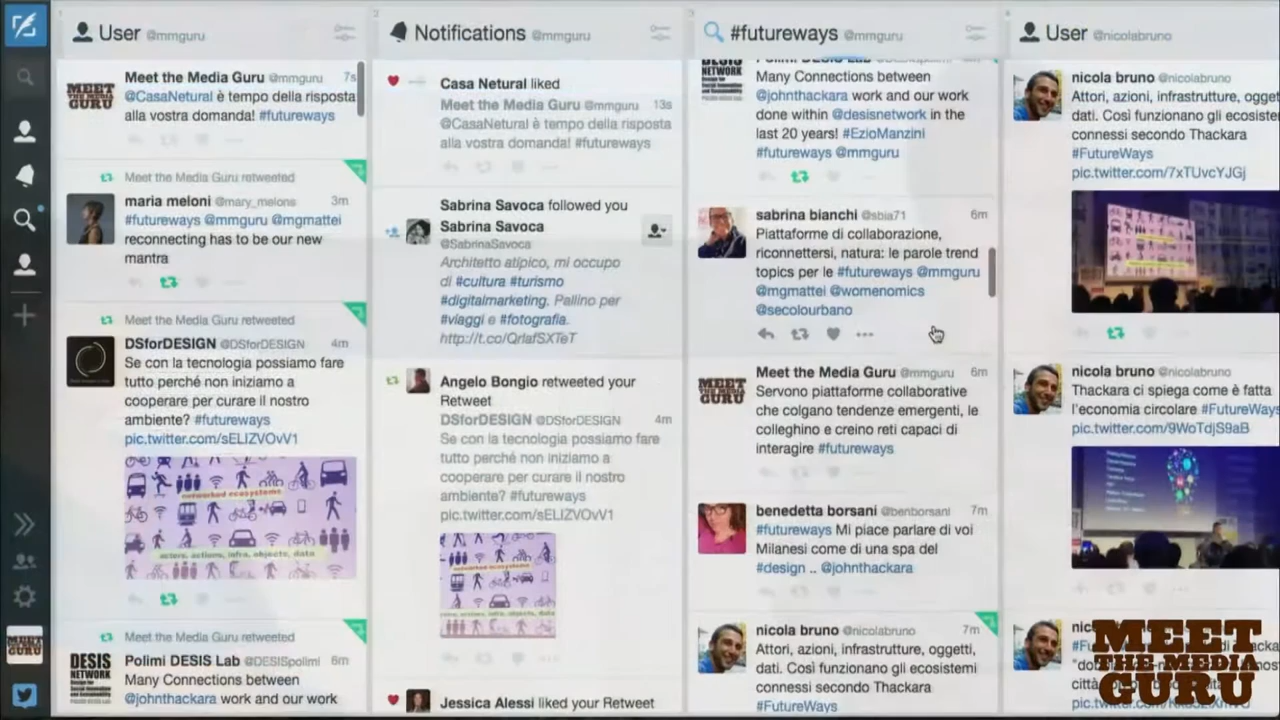 User @mmguru
Meet the Media Guru @mmguru 7s
@CasaNetural è tempo della risposta
alla vostra domanda! #futureways
Meet the Media Guru retweeted
maria meloni @mary_melons 3m
#futureways @mmguru @mgmattei
reconnecting has to be our new
mantra
Meet the Media Guru retweeted
DSforDESIGN @DSforDESIGN 4m
Se con la tecnologia possiamo fare
tutto perché non iniziamo a
cooperare per curare il nostro
ambiente? #futureways
pic.twitter.com/sELIZVOvV1
networked ecosystems
actors, actions, infra, objects, data
Meet the Media Guru retweeted
Polimi DESIS Lab @DESISpolimi 6m
Many Connections between
@johnthackara work and our work
Notifications @mmguru
Casa Netural liked
Meet the Media Guru @mmguru 13s
@CasaNetural è tempo della risposta
alla vostra domanda! #futureways
Sabrina Savoca followed you
Sabrina Savoca
@SabrinaSavoca
Architetto atipico, mi occupo
di #cultura #turismo
#digitalmarketing. Pallino per
#viaggi e #fotografia.
http://t.co/QrlafSXTeT
Angelo Bongio retweeted your
Retweet
DSforDESIGN @DSforDESIGN 4m
Se con la tecnologia possiamo fare
tutto perché non iniziamo a
cooperare per curare il nostro
ambiente? #futureways
pic.twitter.com/sELIZVOvV1
networked ecosystems
Jessica Alessi liked your Retweet
#futureways @mmguru
Polimi DESIS Lab
Many Connections between
@johnthackara work and our work
done within @desisnetwork in the
last 20 years! #EzioManzini
#futureways @mmguru
sabrina bianchi @sbia71 6m
Piattaforme di collaborazione,
riconnettersi, natura: le parole trend
topics per le #futureways @mmguru
@mgmattei @womenomics
@secolourbano
Meet the Media Guru @mmguru 6m
Servono piattaforme collaborative
che colgano tendenze emergenti, le
colleghino e creino reti capaci di
interagire #futureways
benedetta borsani @benborsani 7m
#futureways Mi piace parlare di voi
Milanesi come di una spa del
#design .. @johnthackara
nicola bruno @nicolabruno 7m
Attori, azioni, infrastrutture, oggetti,
dati. Così funzionano gli ecosistemi
connessi secondo Thackara
#FutureWays
User @nicolabruno
nicola bruno @nicolabruno
Attori, azioni, infrastrutture, oggetti
dati. Così funzionano gli ecosistem
connessi secondo Thackara
#FutureWays
pic.twitter.com/7xTUvcYJGj
nicola bruno @nicolabruno
Thackara ci spiega come è fatta
l'economia circolare #FutureWays
pic.twitter.com/9WoTdjS9aB
MEET
THE MEDIA
GURU